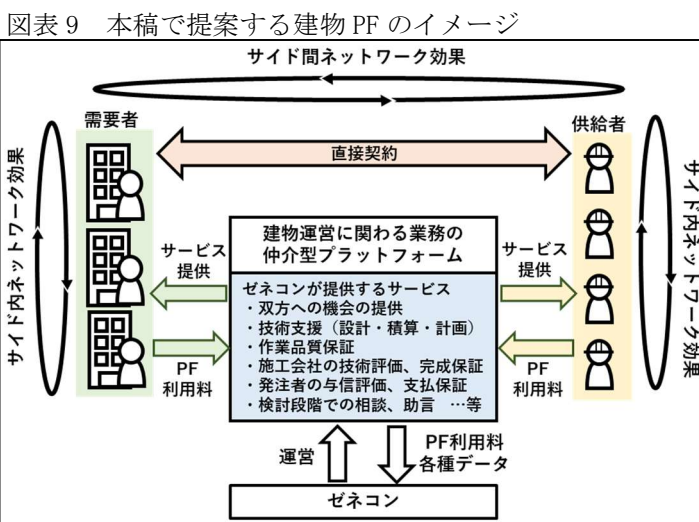 図表9　本稿で提案する建物PFのイメージ
サイド間ネットワーク効果
需要者
供給者
直接契約
サイド内ネットワーク効果
サイド内ネットワーク効果
建物運営に関わる業務の
仲介型プラットフォーム
サービス
提供
サービス
提供
ゼネコンが提供するサービス
・双方への機会の提供
・技術支援（設計・積算・計画）
・作業品質保証
・施工会社の技術評価、完成保証
・発注者の与信評価、支払保証
・検討段階での相談、助言　…等
PF
利用料
PF
利用料
運営
PF利用料
各種データ
ゼネコン